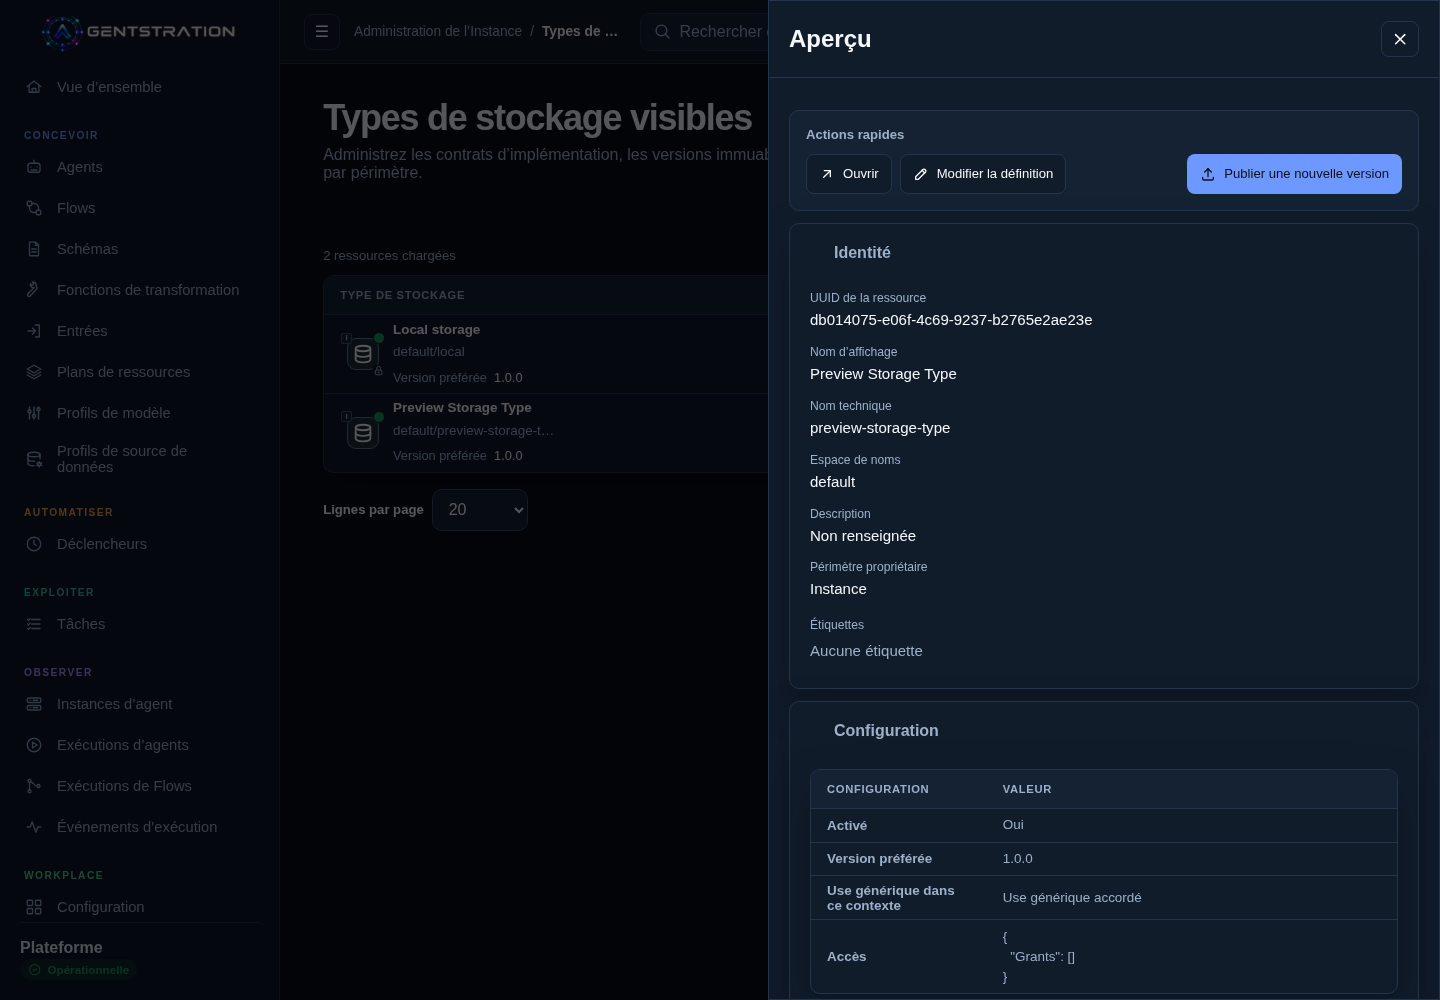 GENTSTRATION
Vue d’ensemble
CONCEVOIR
Agents
Flows
Schémas
Fonctions de transformation
Entrées
Plans de ressources
Profils de modèle
Profils de source de
données
AUTOMATISER
Déclencheurs
EXPLOITER
Tâches
OBSERVER
Instances d’agent
Exécutions d’agents
Exécutions de Flows
Événements d’exécution
WORKPLACE
Configuration
Plateforme
Opérationnelle
Administration de l’Instance / Types de …
Rechercher
Types de stockage visibles
Administrez les contrats d’implémentation, les versions
par périmètre.
2 ressources chargées
TYPE DE STOCKAGE
Local storage
default/local
Version préférée 1.0.0
Preview Storage Type
default/preview-storage-t…
Version préférée 1.0.0
Lignes par page 20
Aperçu
Actions rapides
Ouvrir
Modifier la définition
Publier une nouvelle version
Identité
UUID de la ressource
db014075-e06f-4c69-9237-b2765e2ae23e
Nom d’affichage
Preview Storage Type
Nom technique
preview-storage-type
Espace de noms
default
Description
Non renseignée
Périmètre propriétaire
Instance
Étiquettes
Aucune étiquette
Configuration
CONFIGURATION VALEUR
Activé Oui
Version préférée 1.0.0
Use générique dans
ce contexte
Use générique accordé
Accès
{
"Grants": []
}